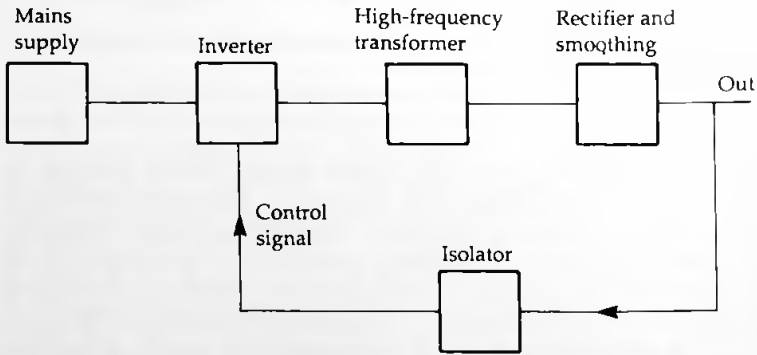 Mains
supply
Inverter
High-frequency
transformer
Rectifier and
smoothing
Out
Control
signal
Isolator